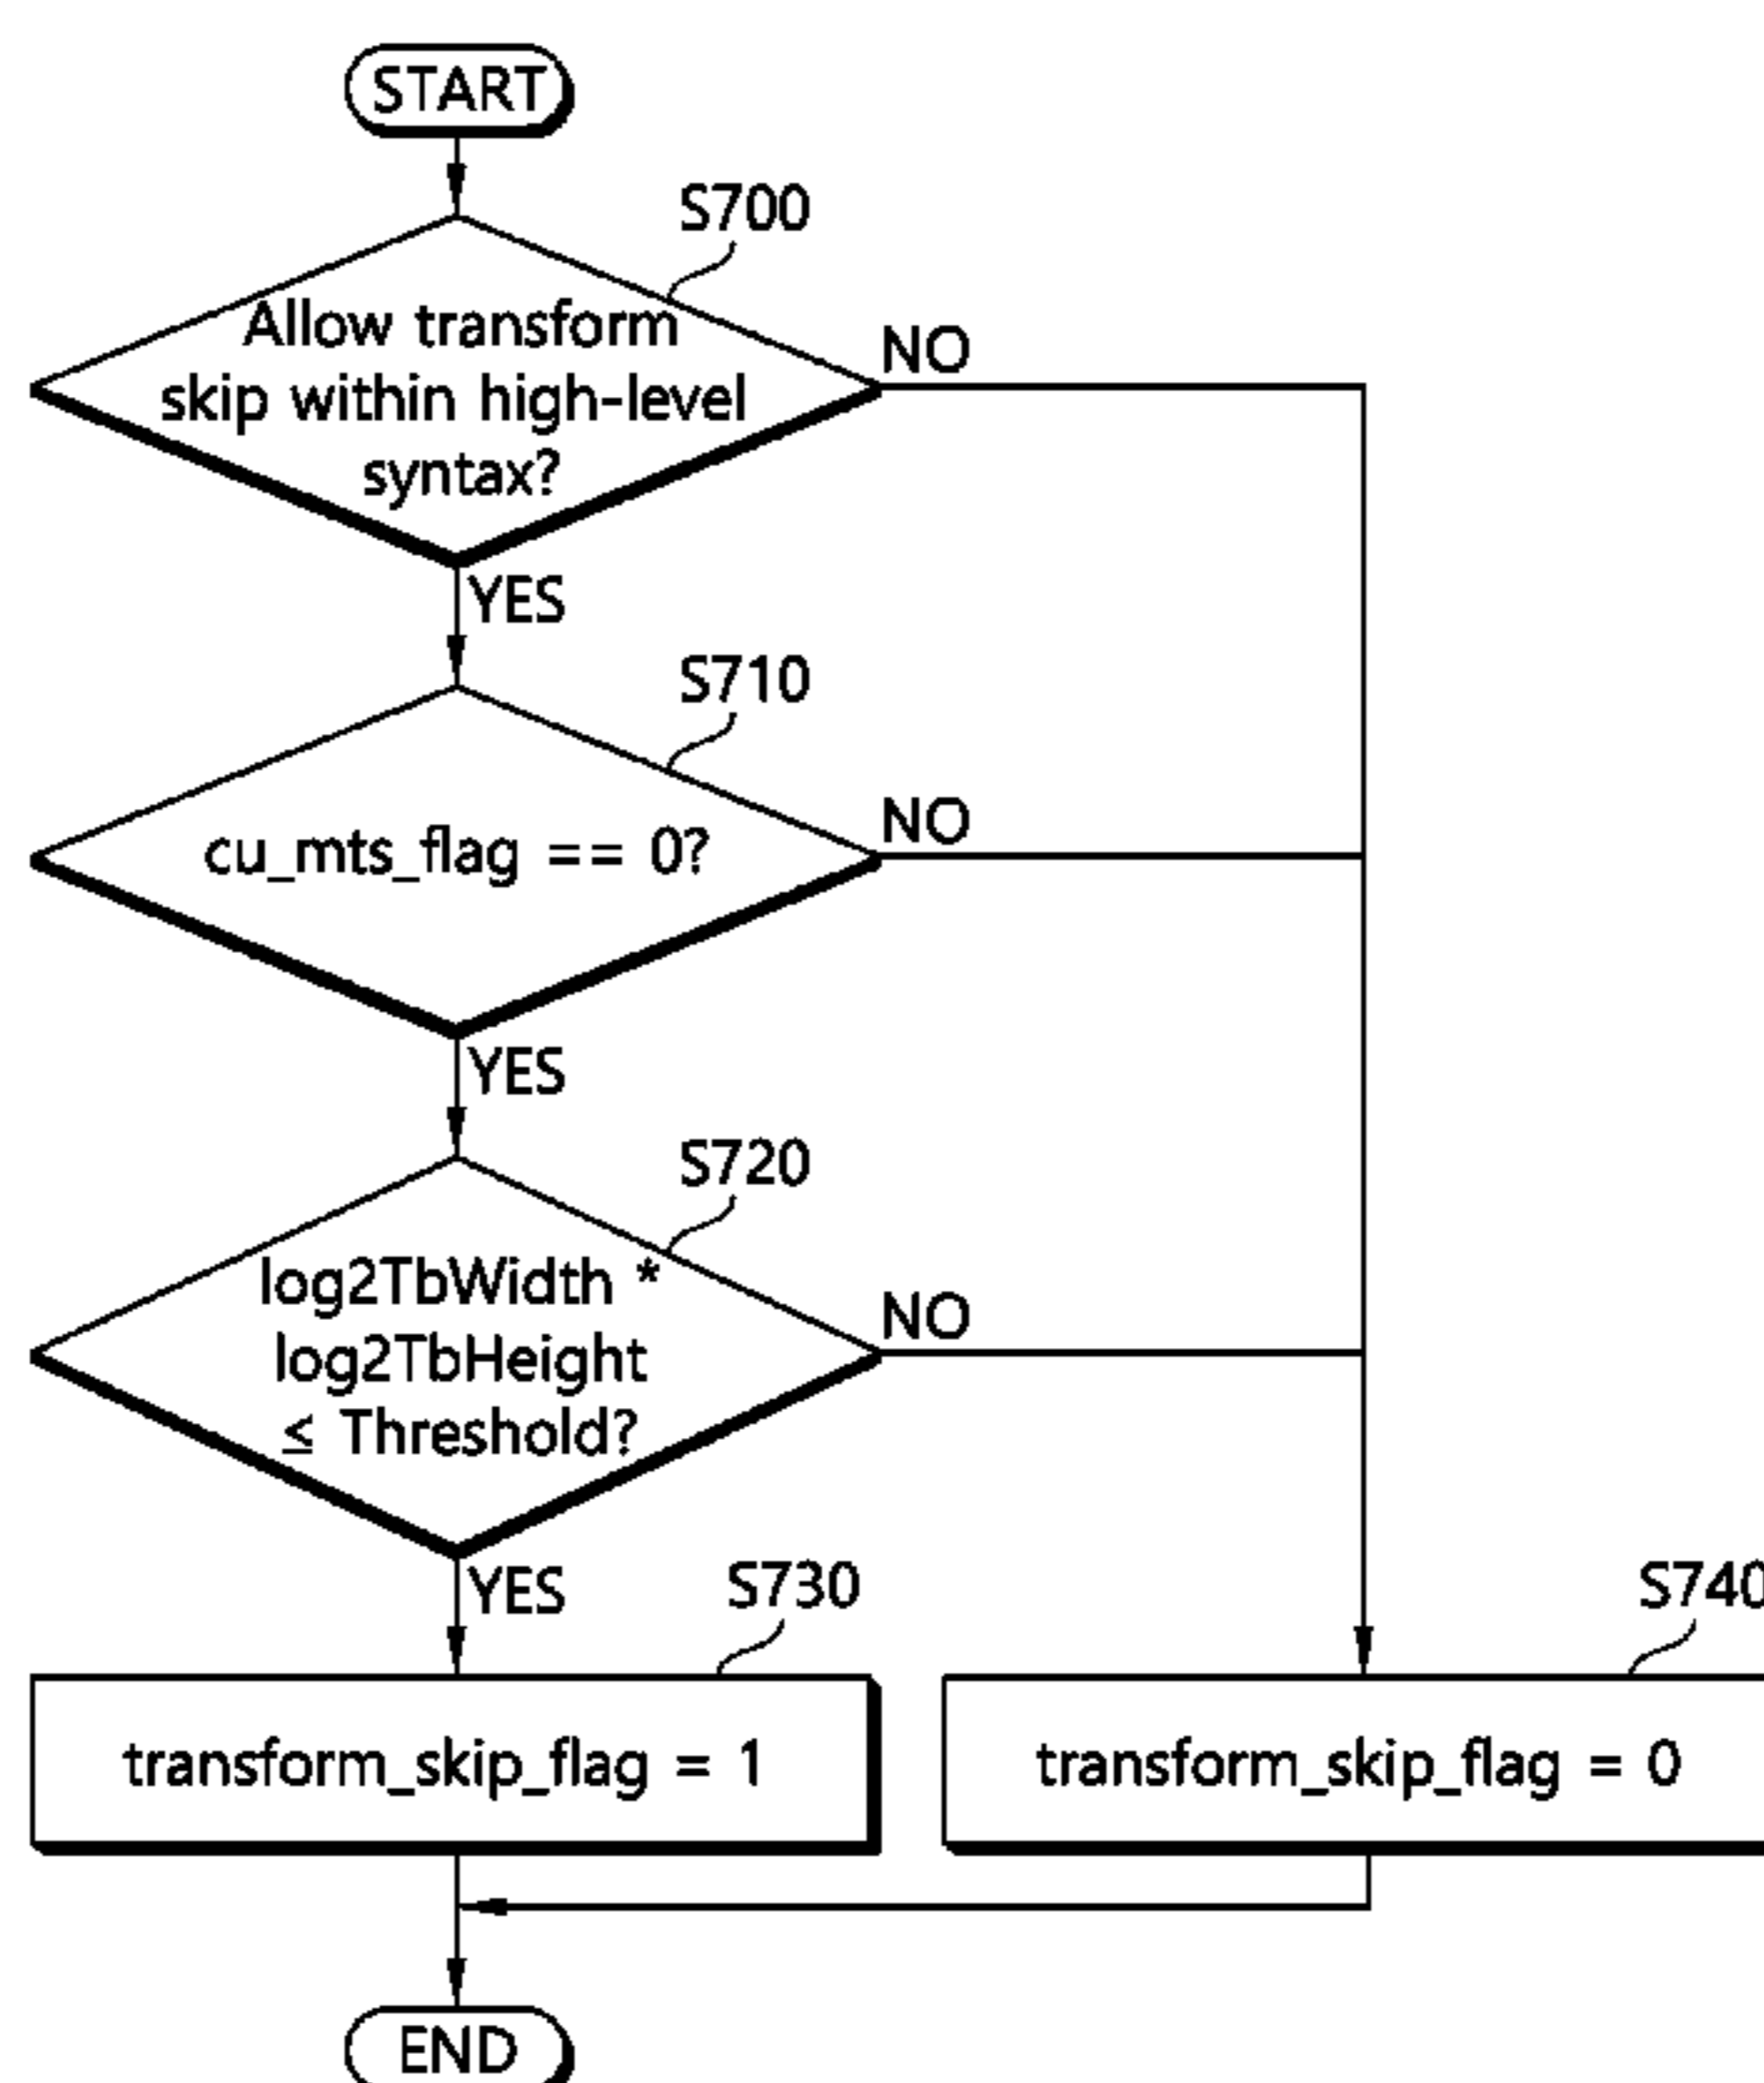 START
S700
Allow transform
skip within high-level
syntax?
NO
YES
S710
cu_mts_flag == 0?
NO
YES
S720
log2TbWidth *
log2TbHeight
≤ Threshold?
NO
YES
S730
S740
transform_skip_flag = 1
transform_skip_flag = 0
END